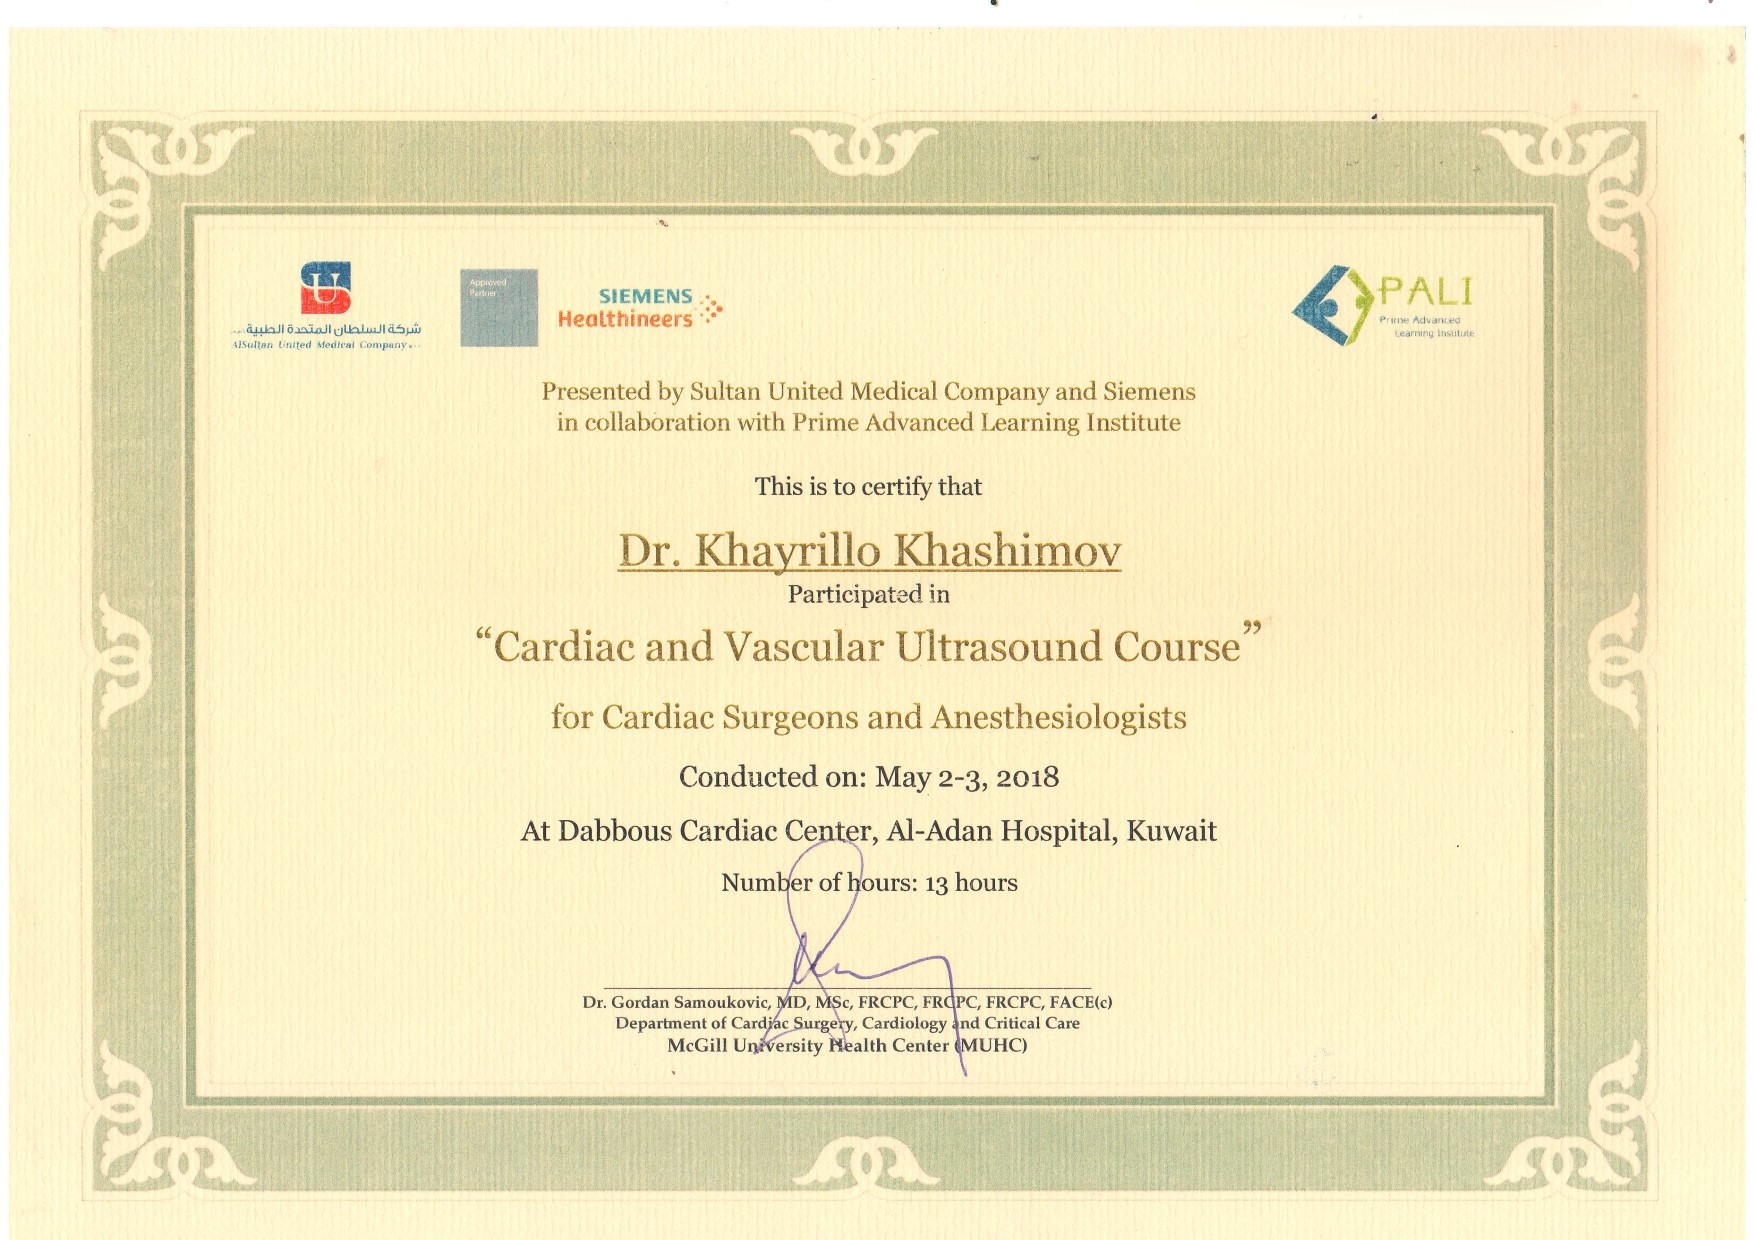 شركة السلطان المتحدة الطبية
AlSultan United Medical Company
Approved
Partner
SIEMENS
Healthineers
PALI
Prime Advanced
Learning Institute
Presented by Sultan United Medical Company and Siemens
in collaboration with Prime Advanced Learning Institute
This is to certify that
Dr. Khayrillo Khashimov
Participated in
“Cardiac and Vascular Ultrasound Course”
for Cardiac Surgeons and Anesthesiologists
Conducted on: May 2-3, 2018
At Dabbous Cardiac Center, Al-Adan Hospital, Kuwait
Number of hours: 13 hours
Dr. Gordan Samoukovic, MD, MSc, FRCPC, FRCPC, FRCPC, FACE(c)
Department of Cardiac Surgery, Cardiology and Critical Care
McGill University Health Center (MUHC)